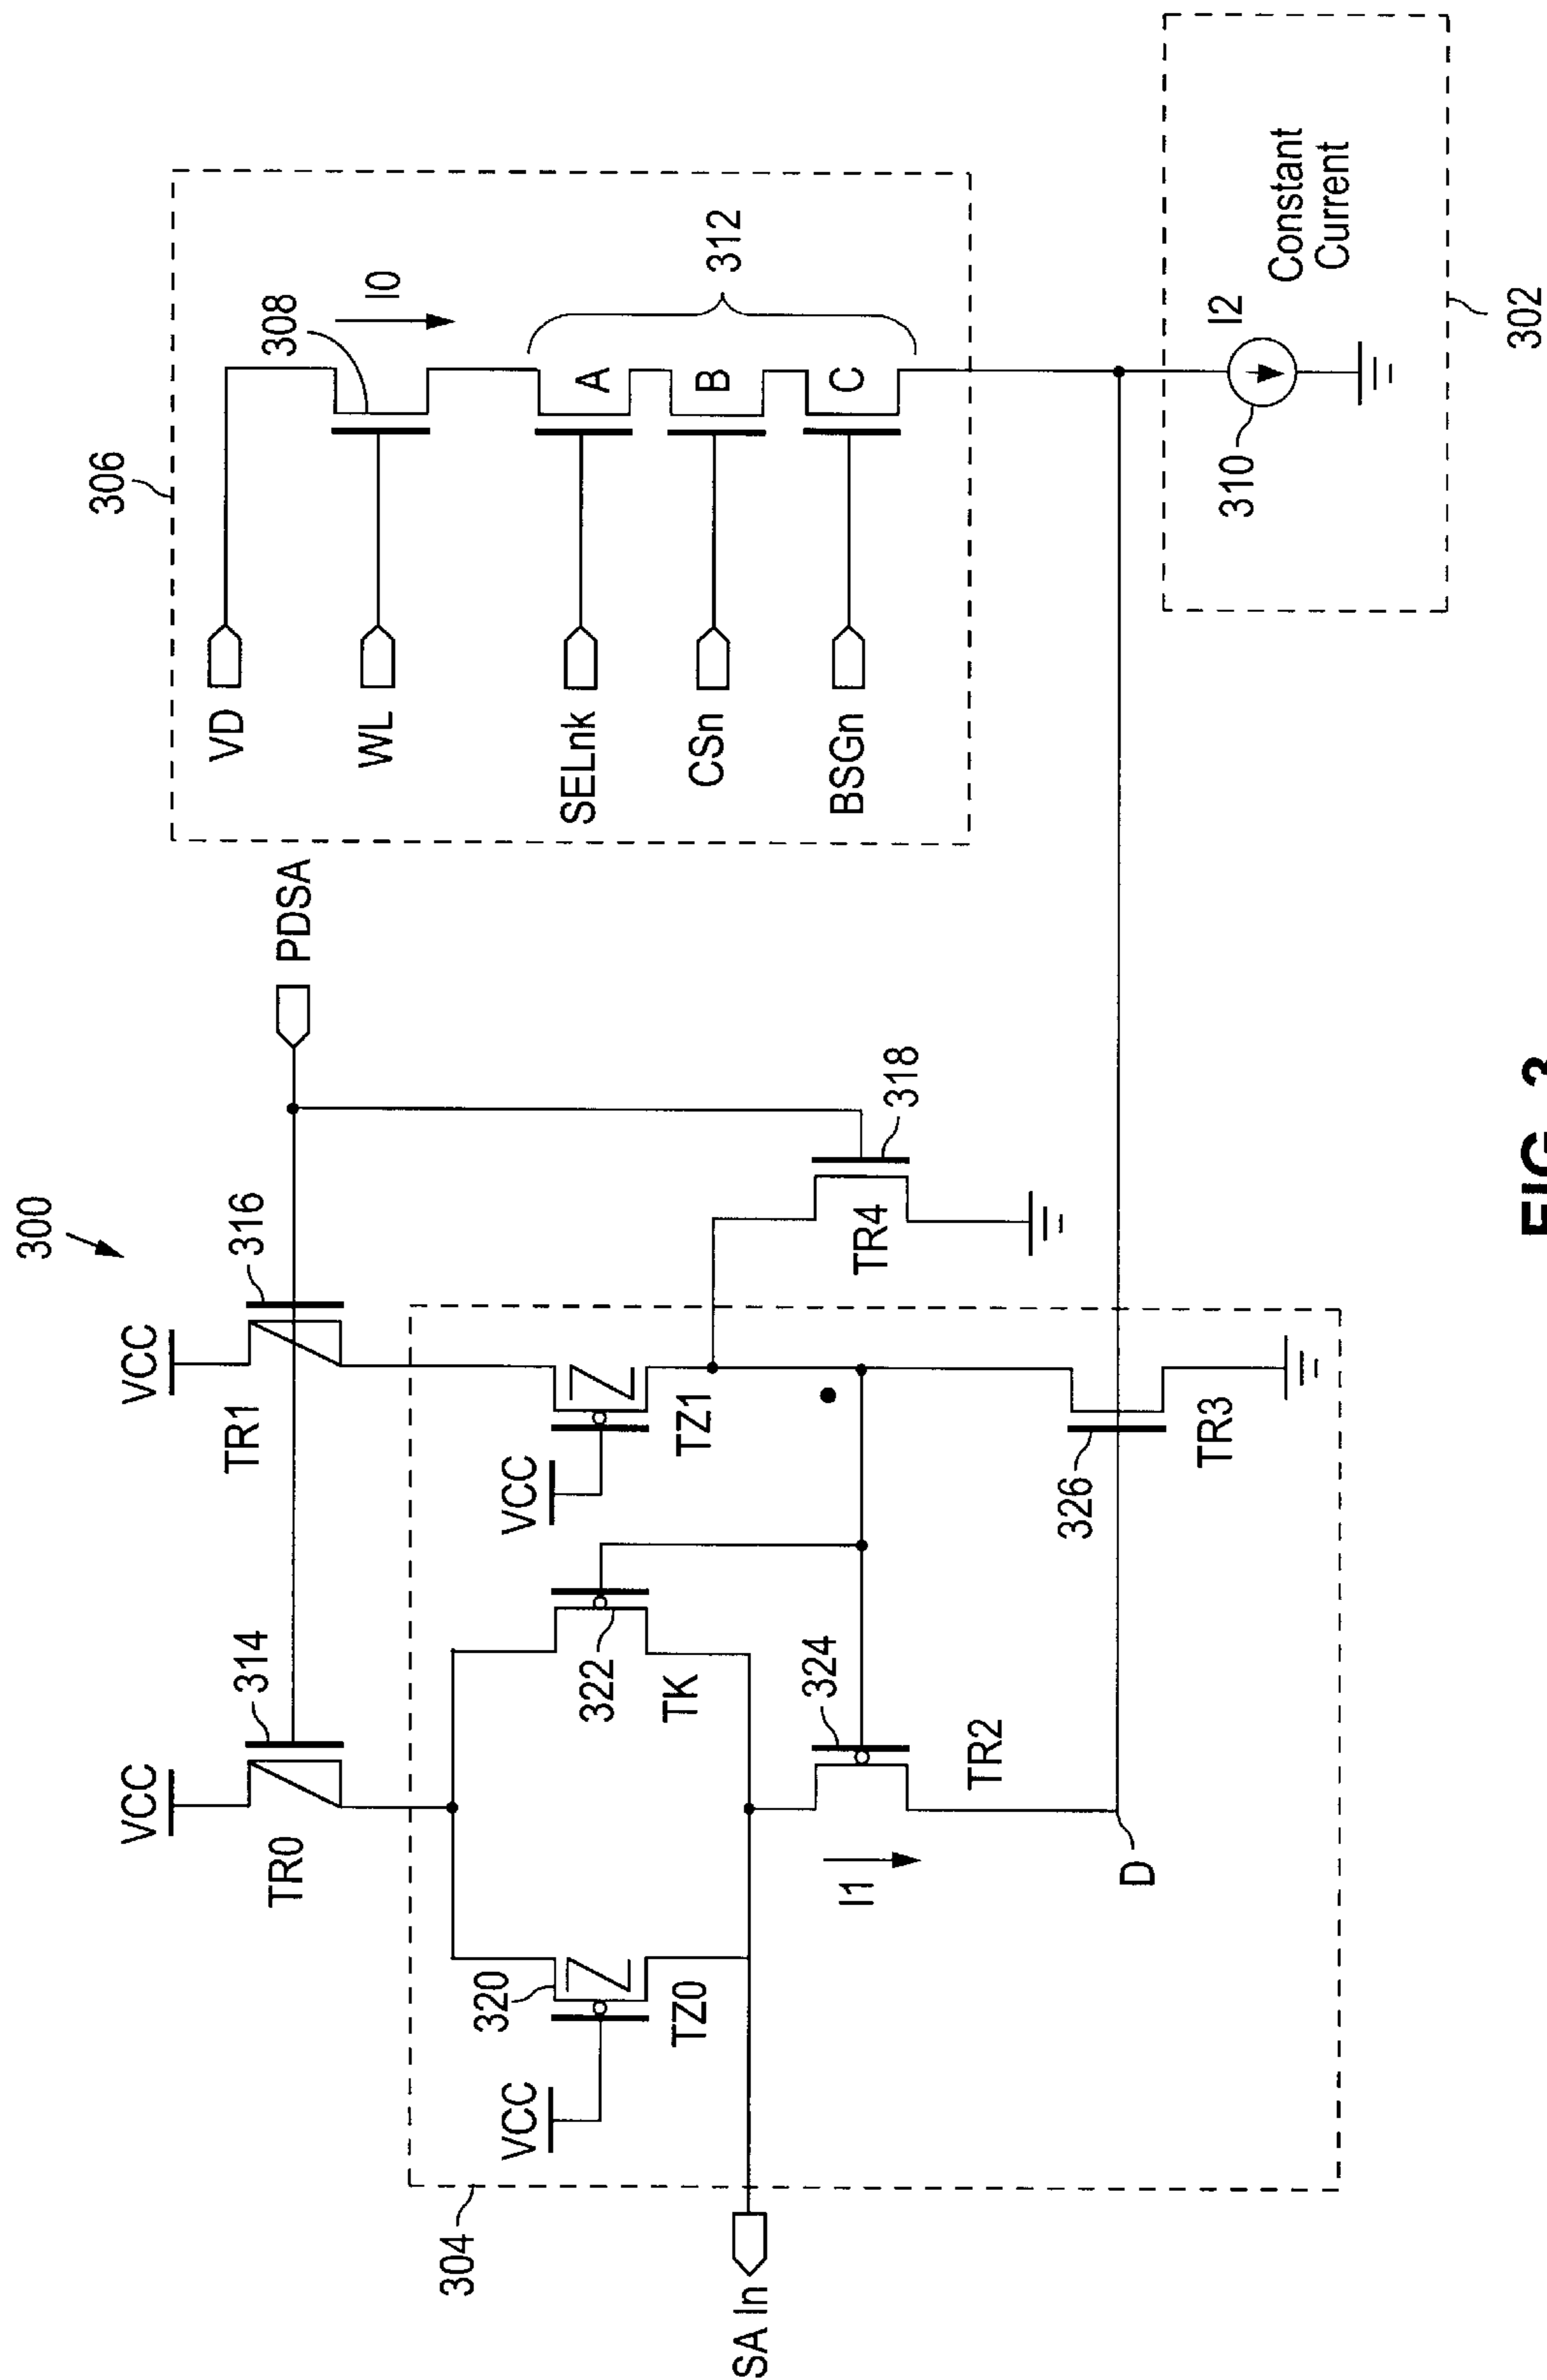 300
VCC
TR0
314
VCC
TR1
316
PDSA
304
VCC
320
TZ0
322
TK
VCC
TZ1
SA In
I1
324
TR2
D
326
TR3
TR4
318
306
VD
308
I0
WL
SELnk
A
CSn
B
BSGn
C
312
310
I2
Constant
Current
302
FIG. 3